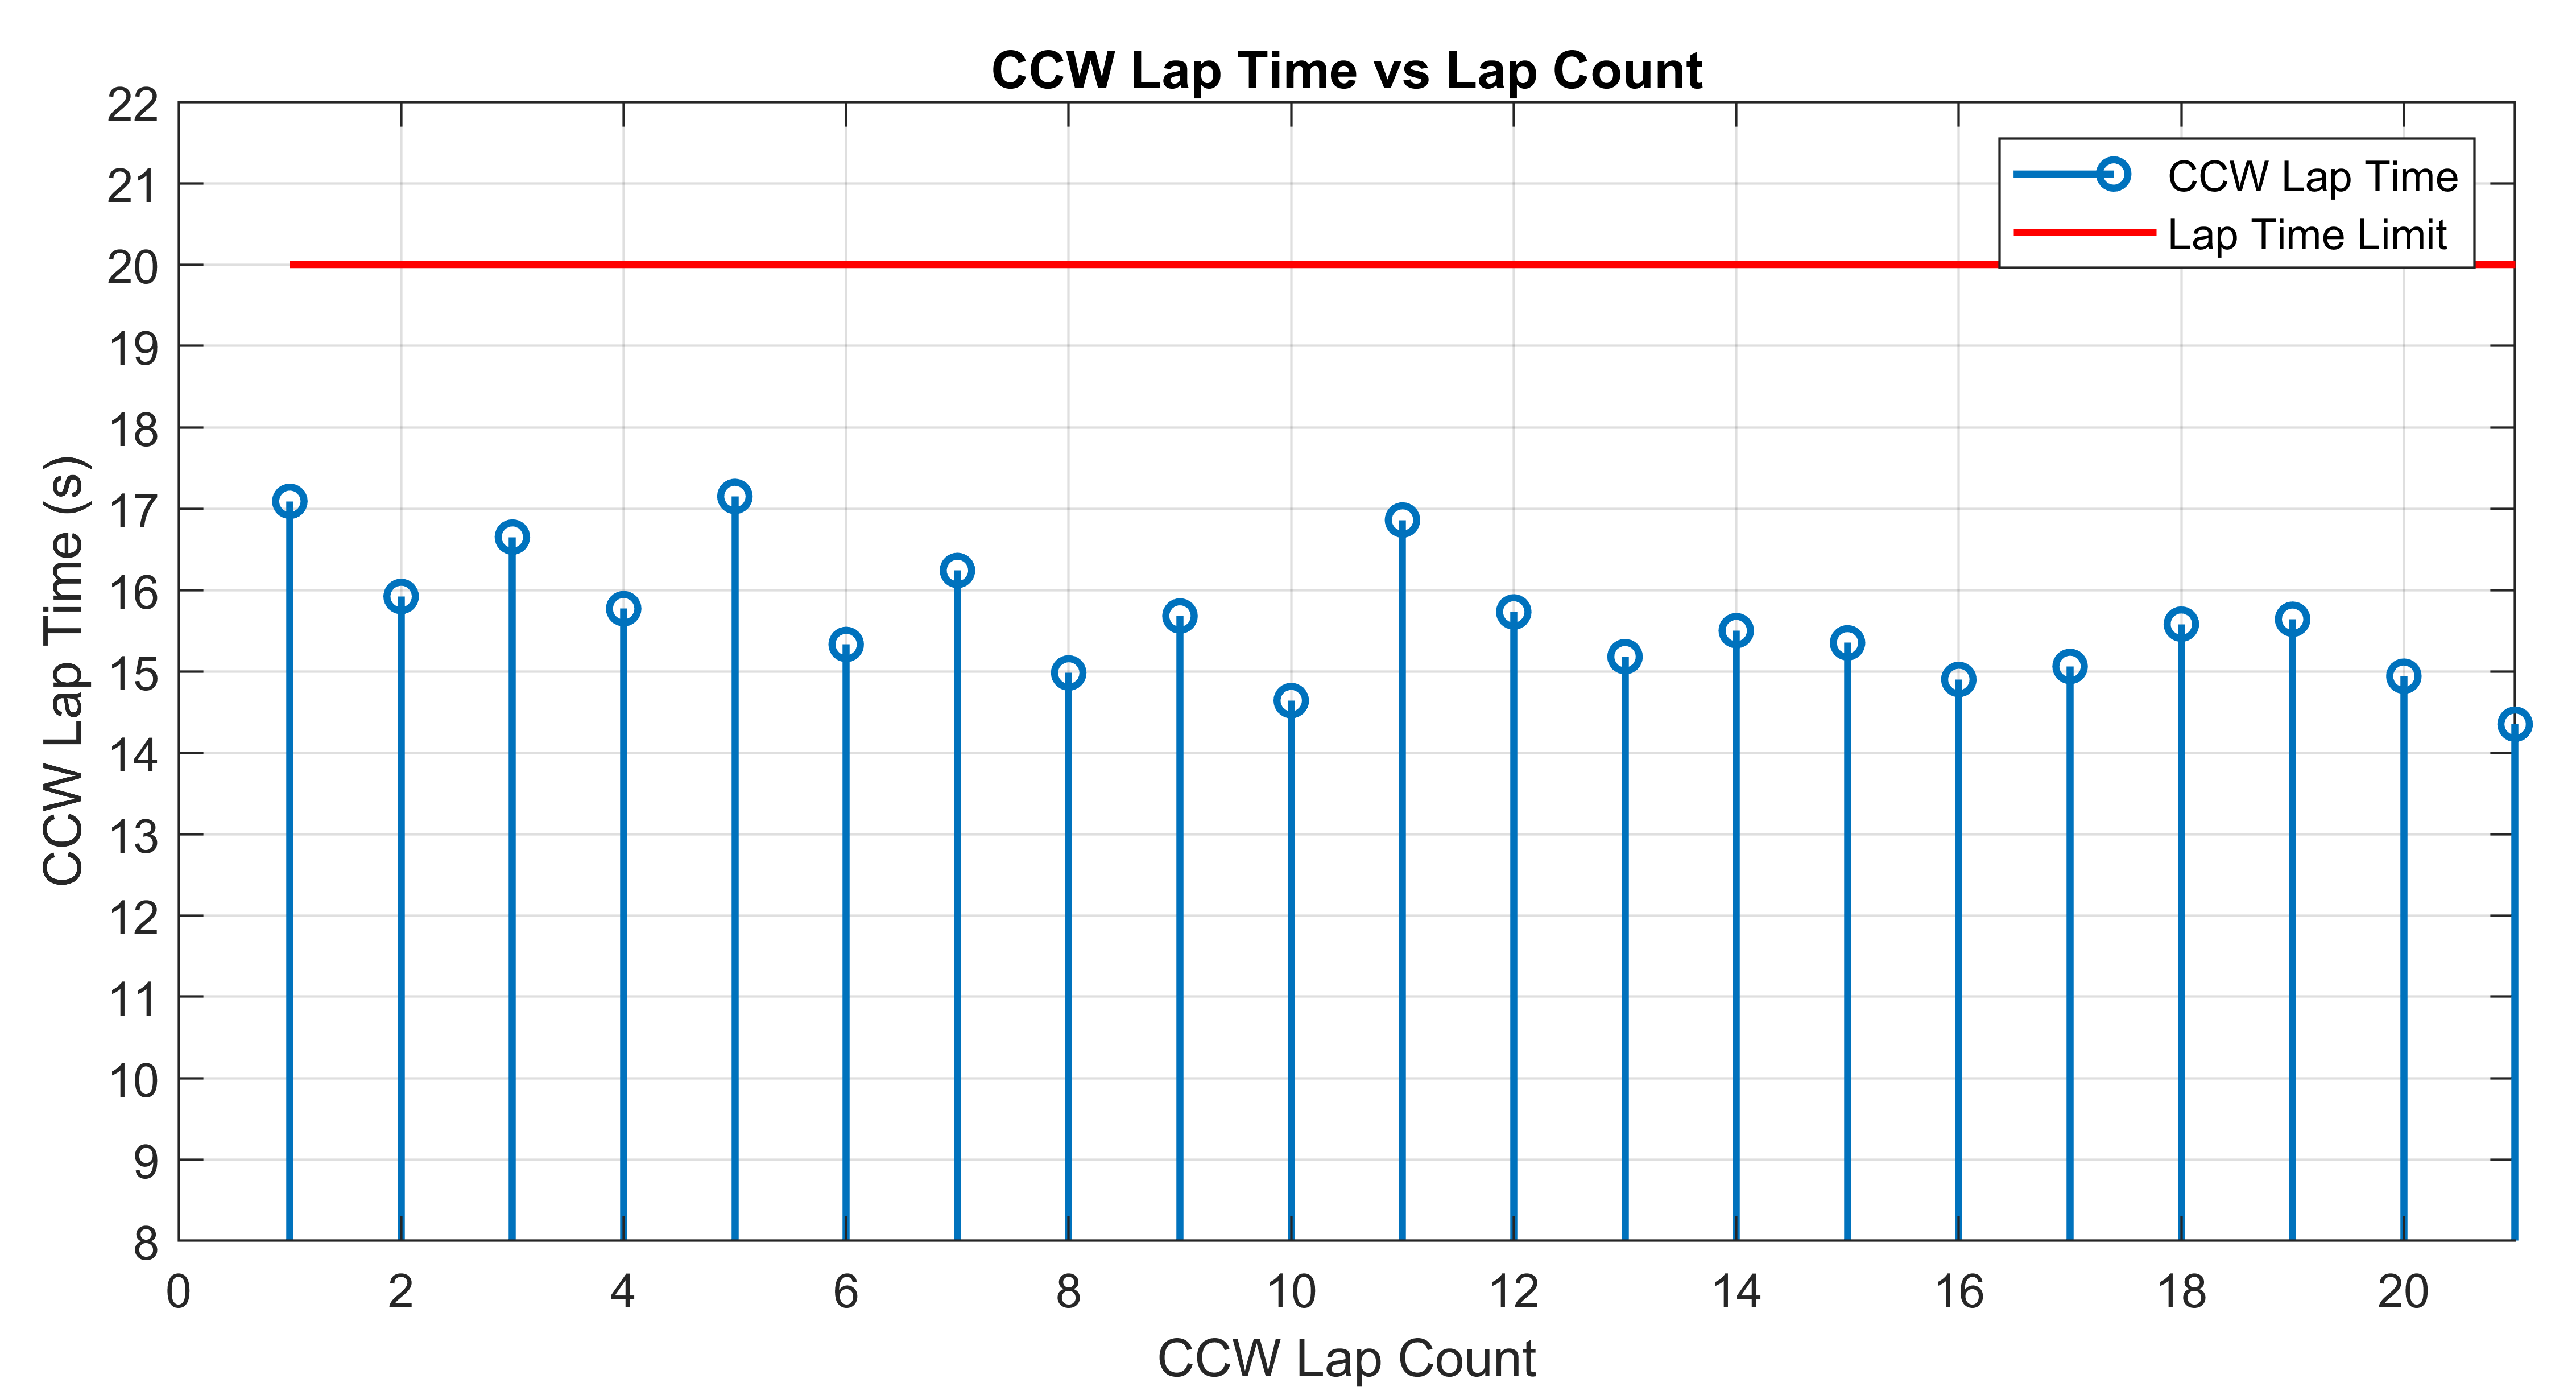 CCW Lap Time vs Lap Count
22
21
20
19
18
17
16
15
14
13
12
11
10
9
8
CCW Lap Time (s)
CCW Lap Time
Lap Time Limit
0 2 4 6 8 10 12 14 16 18 20
CCW Lap Count